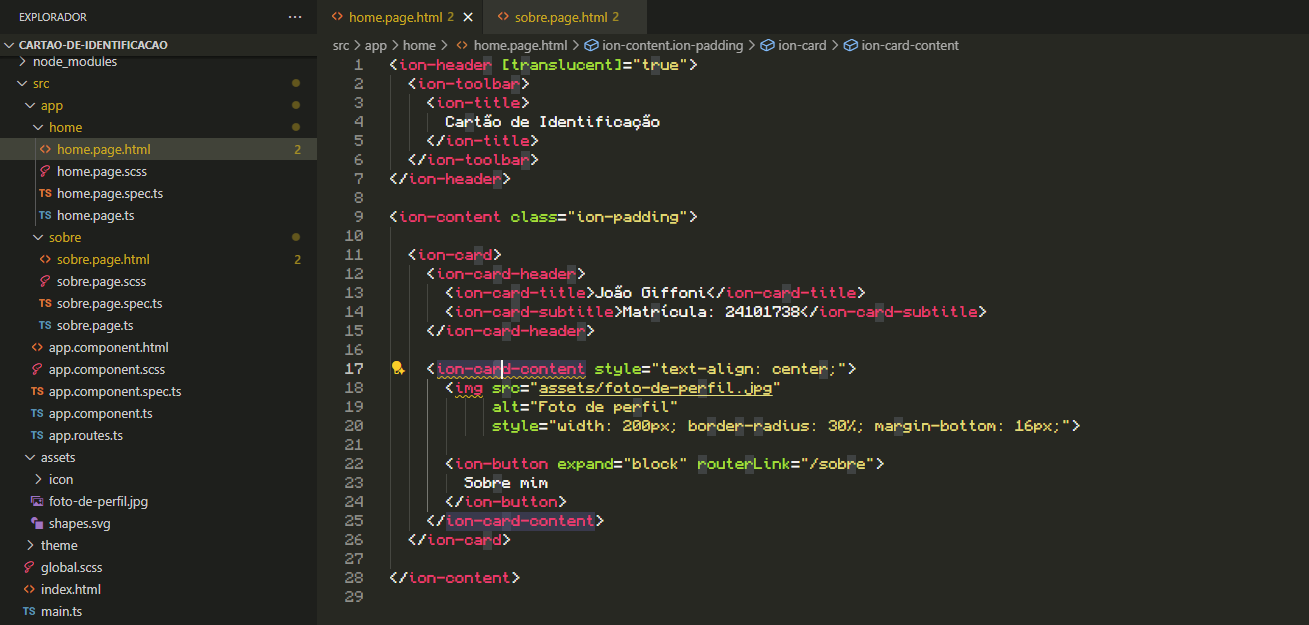 EXPLORADOR ...
CARTAO-DE-IDENTIFICACAO
node_modules
src
app
home
home.page.html 2
home.page.scss
TS home.page.spec.ts
TS home.page.ts
sobre
sobre.page.html 2
sobre.page.scss
TS sobre.page.spec.ts
TS sobre.page.ts
app.component.html
app.component.scss
TS app.component.spec.ts
TS app.component.ts
TS app.routes.ts
assets
icon
foto-de-perfil.jpg
shapes.svg
theme
global.scss
index.html
TS main.ts
home.page.html 2 sobre.page.html 2
src > app > home > home.page.html > ion-content.ion-padding > ion-card > ion-card-content
1 <ion-header [translucent]="true">
2 <ion-toolbar>
3 <ion-title>
4 Cartão de Identificação
5 </ion-title>
6 </ion-toolbar>
7 </ion-header>
8
9 <ion-content class="ion-padding">
10
11 <ion-card>
12 <ion-card-header>
13 <ion-card-title>João Giffoni</ion-card-title>
14 <ion-card-subtitle>Matrícula: 24101738</ion-card-subtitle>
15 </ion-card-header>
16
17 <ion-card-content style="text-align: center;">
18 <img src="assets/foto-de-perfil.jpg"
19 alt="Foto de perfil"
20 style="width: 200px; border-radius: 30%; margin-bottom: 16px;">
21
22 <ion-button expand="block" routerLink="/sobre">
23 Sobre mim
24 </ion-button>
25 </ion-card-content>
26 </ion-card>
27
28 </ion-content>
29